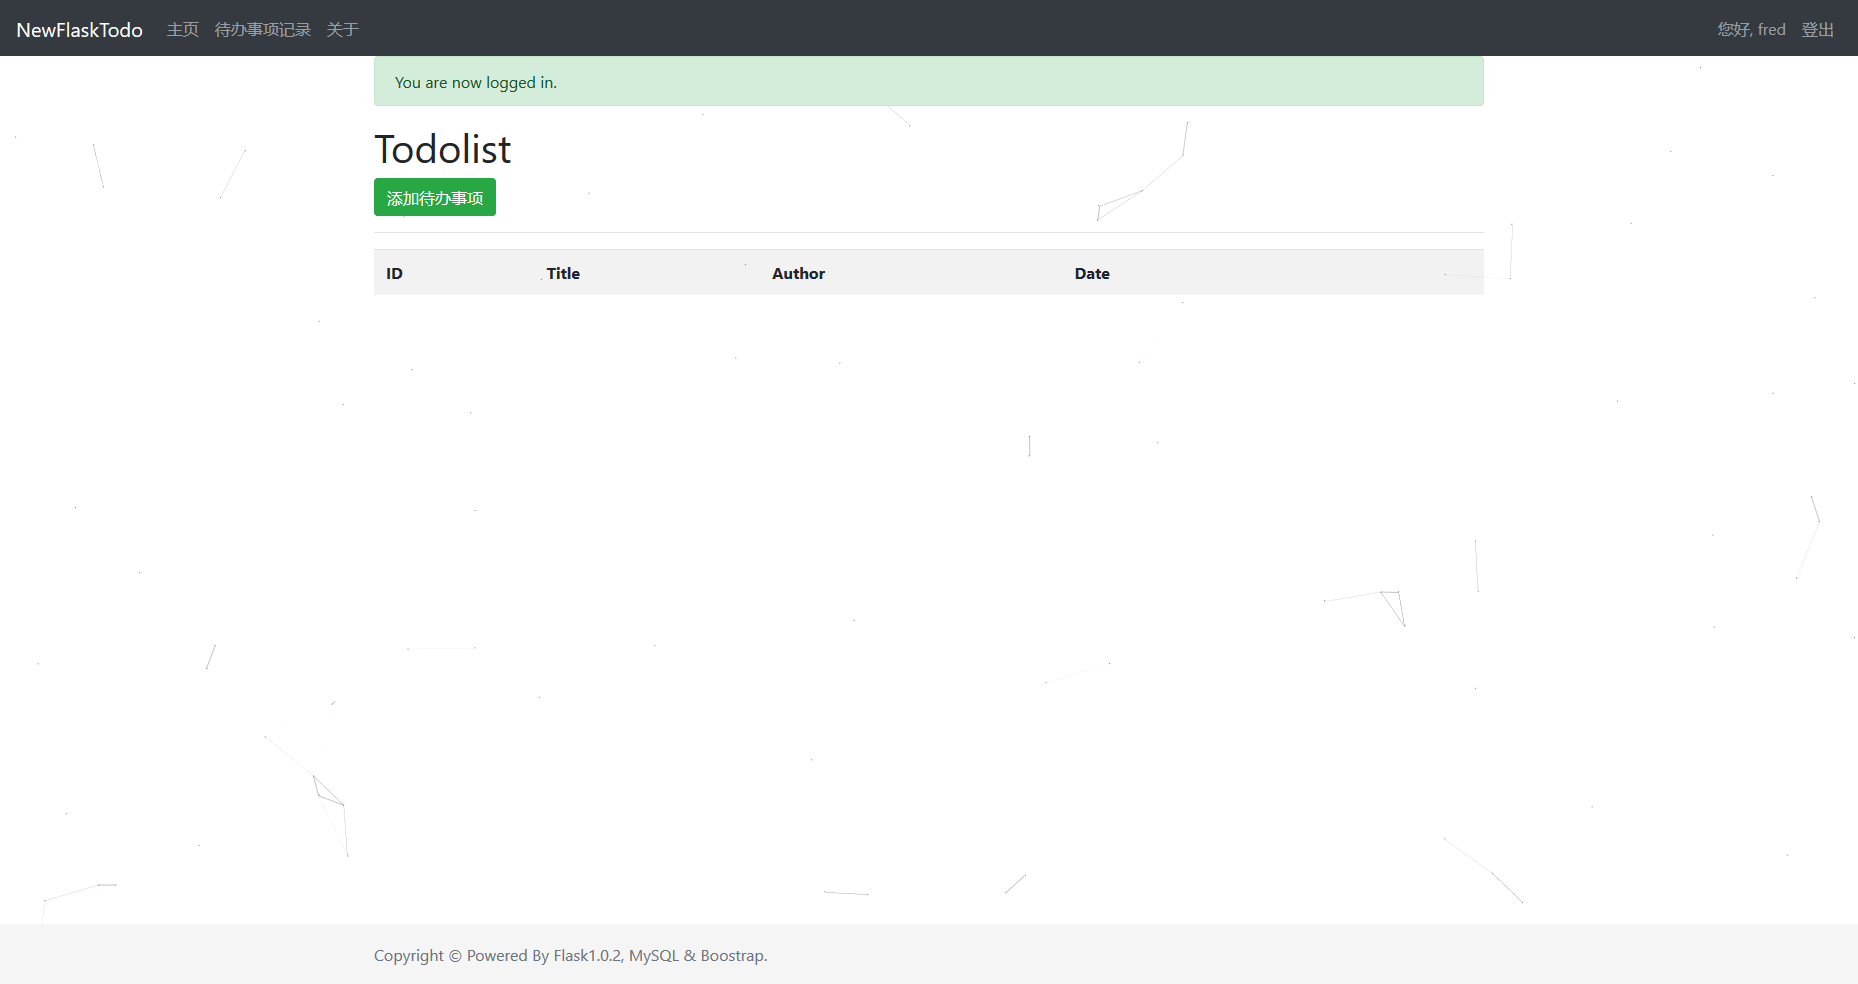 NewFlaskTodo 主页 待办事项记录 关于 您好, fred 登出
You are now logged in.
Todolist
添加待办事项
ID Title Author Date
Copyright © Powered By Flask1.0.2, MySQL & Boostrap.